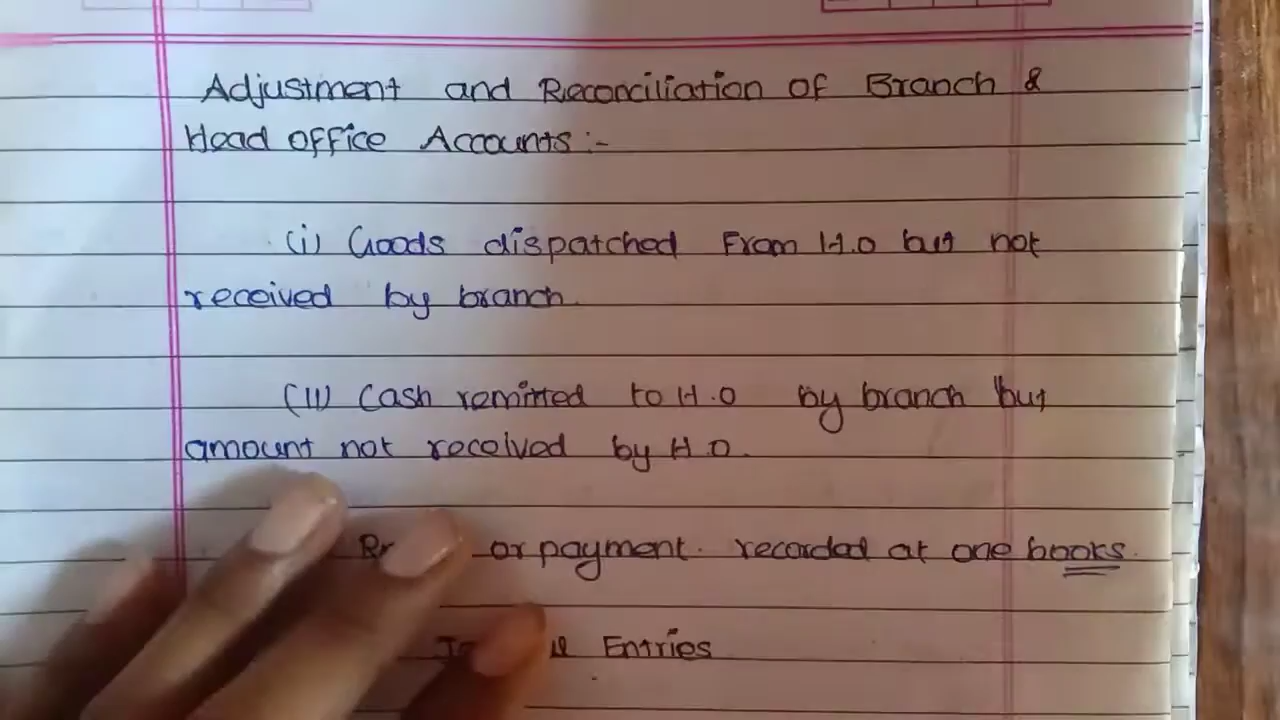 Adjustment and Reconciliation of Branch &
Head office Accounts :-
(i) Goods dispatched From H.O but not
received by branch.
(II) Cash remitted to H.O by branch but
amount not received by H.O.
or payment. recorded at one books.
Entries